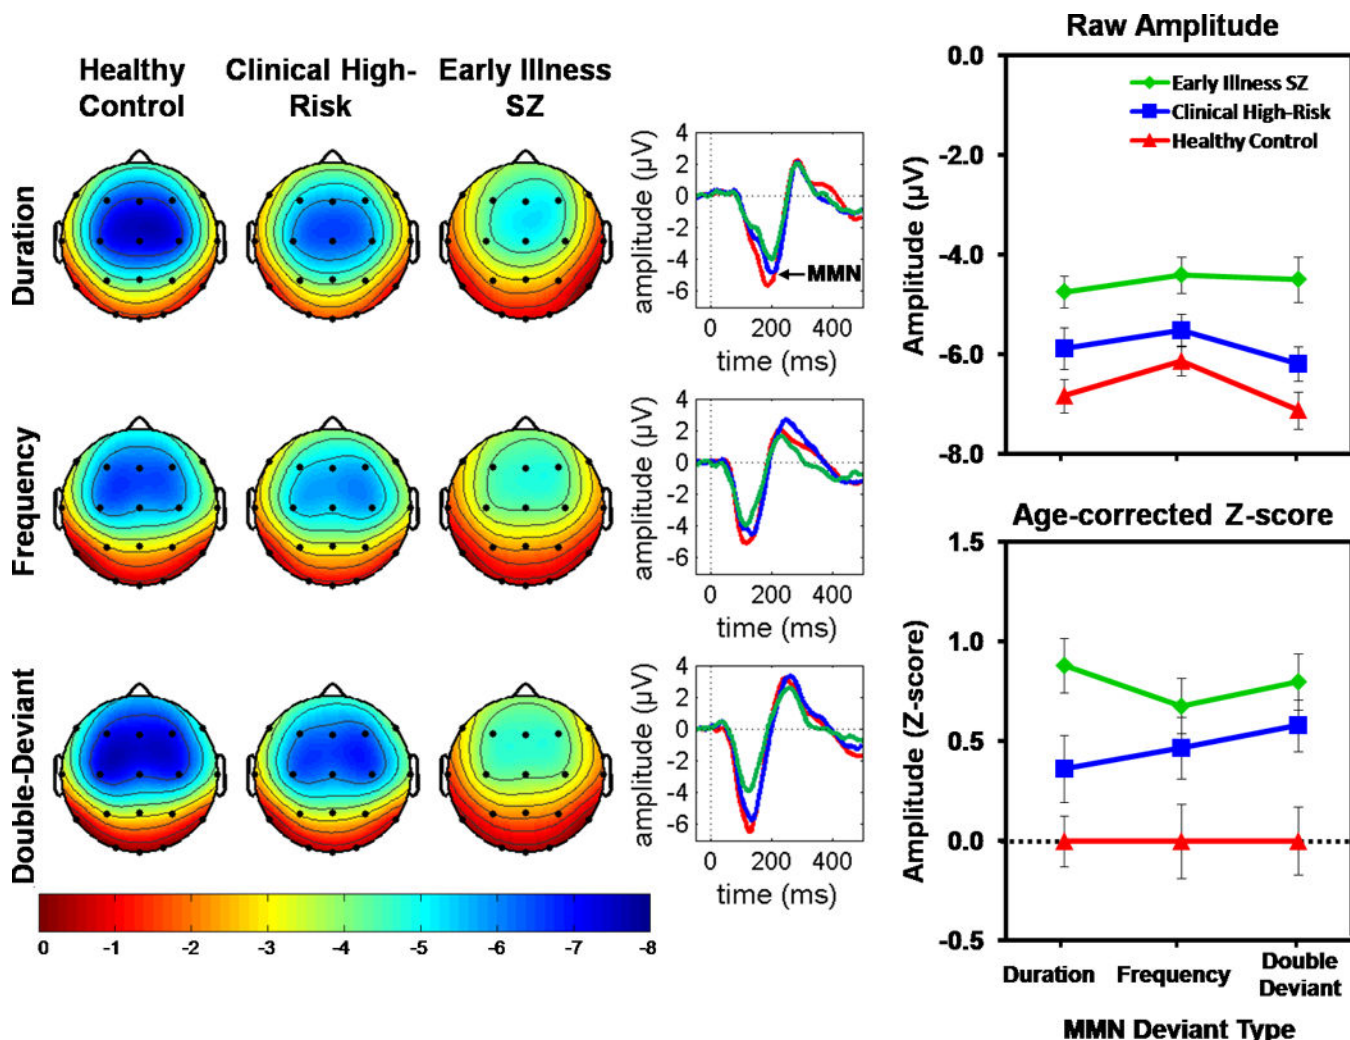 Healthy
Control
Clinical High-
Risk
Early Illness
SZ
Duration
Frequency
Double-Deviant
0 -1 -2 -3 -4 -5 -6 -7 -8
4
2
0
-2
-4
-6
amplitude (µV)
MMN
0 200 400
time (ms)
4
2
0
-2
-4
-6
amplitude (µV)
0 200 400
time (ms)
4
2
0
-2
-4
-6
amplitude (µV)
0 200 400
time (ms)
Raw Amplitude
0.0
-2.0
-4.0
-6.0
-8.0
Amplitude (µV)
Early Illness SZ
Clinical High-Risk
Healthy Control
Age-corrected Z-score
1.5
1.0
0.5
0.0
-0.5
Amplitude (Z-score)
Duration
Frequency
Double
Deviant
MMN Deviant Type